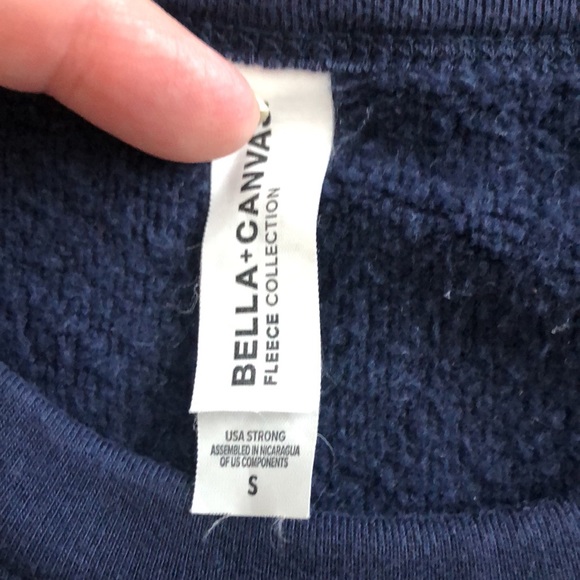 BELLA+CANVAS
FLEECE COLLECTION
USA STRONG
ASSEMBLED IN NICARAGUA
OF US COMPONENTS
S